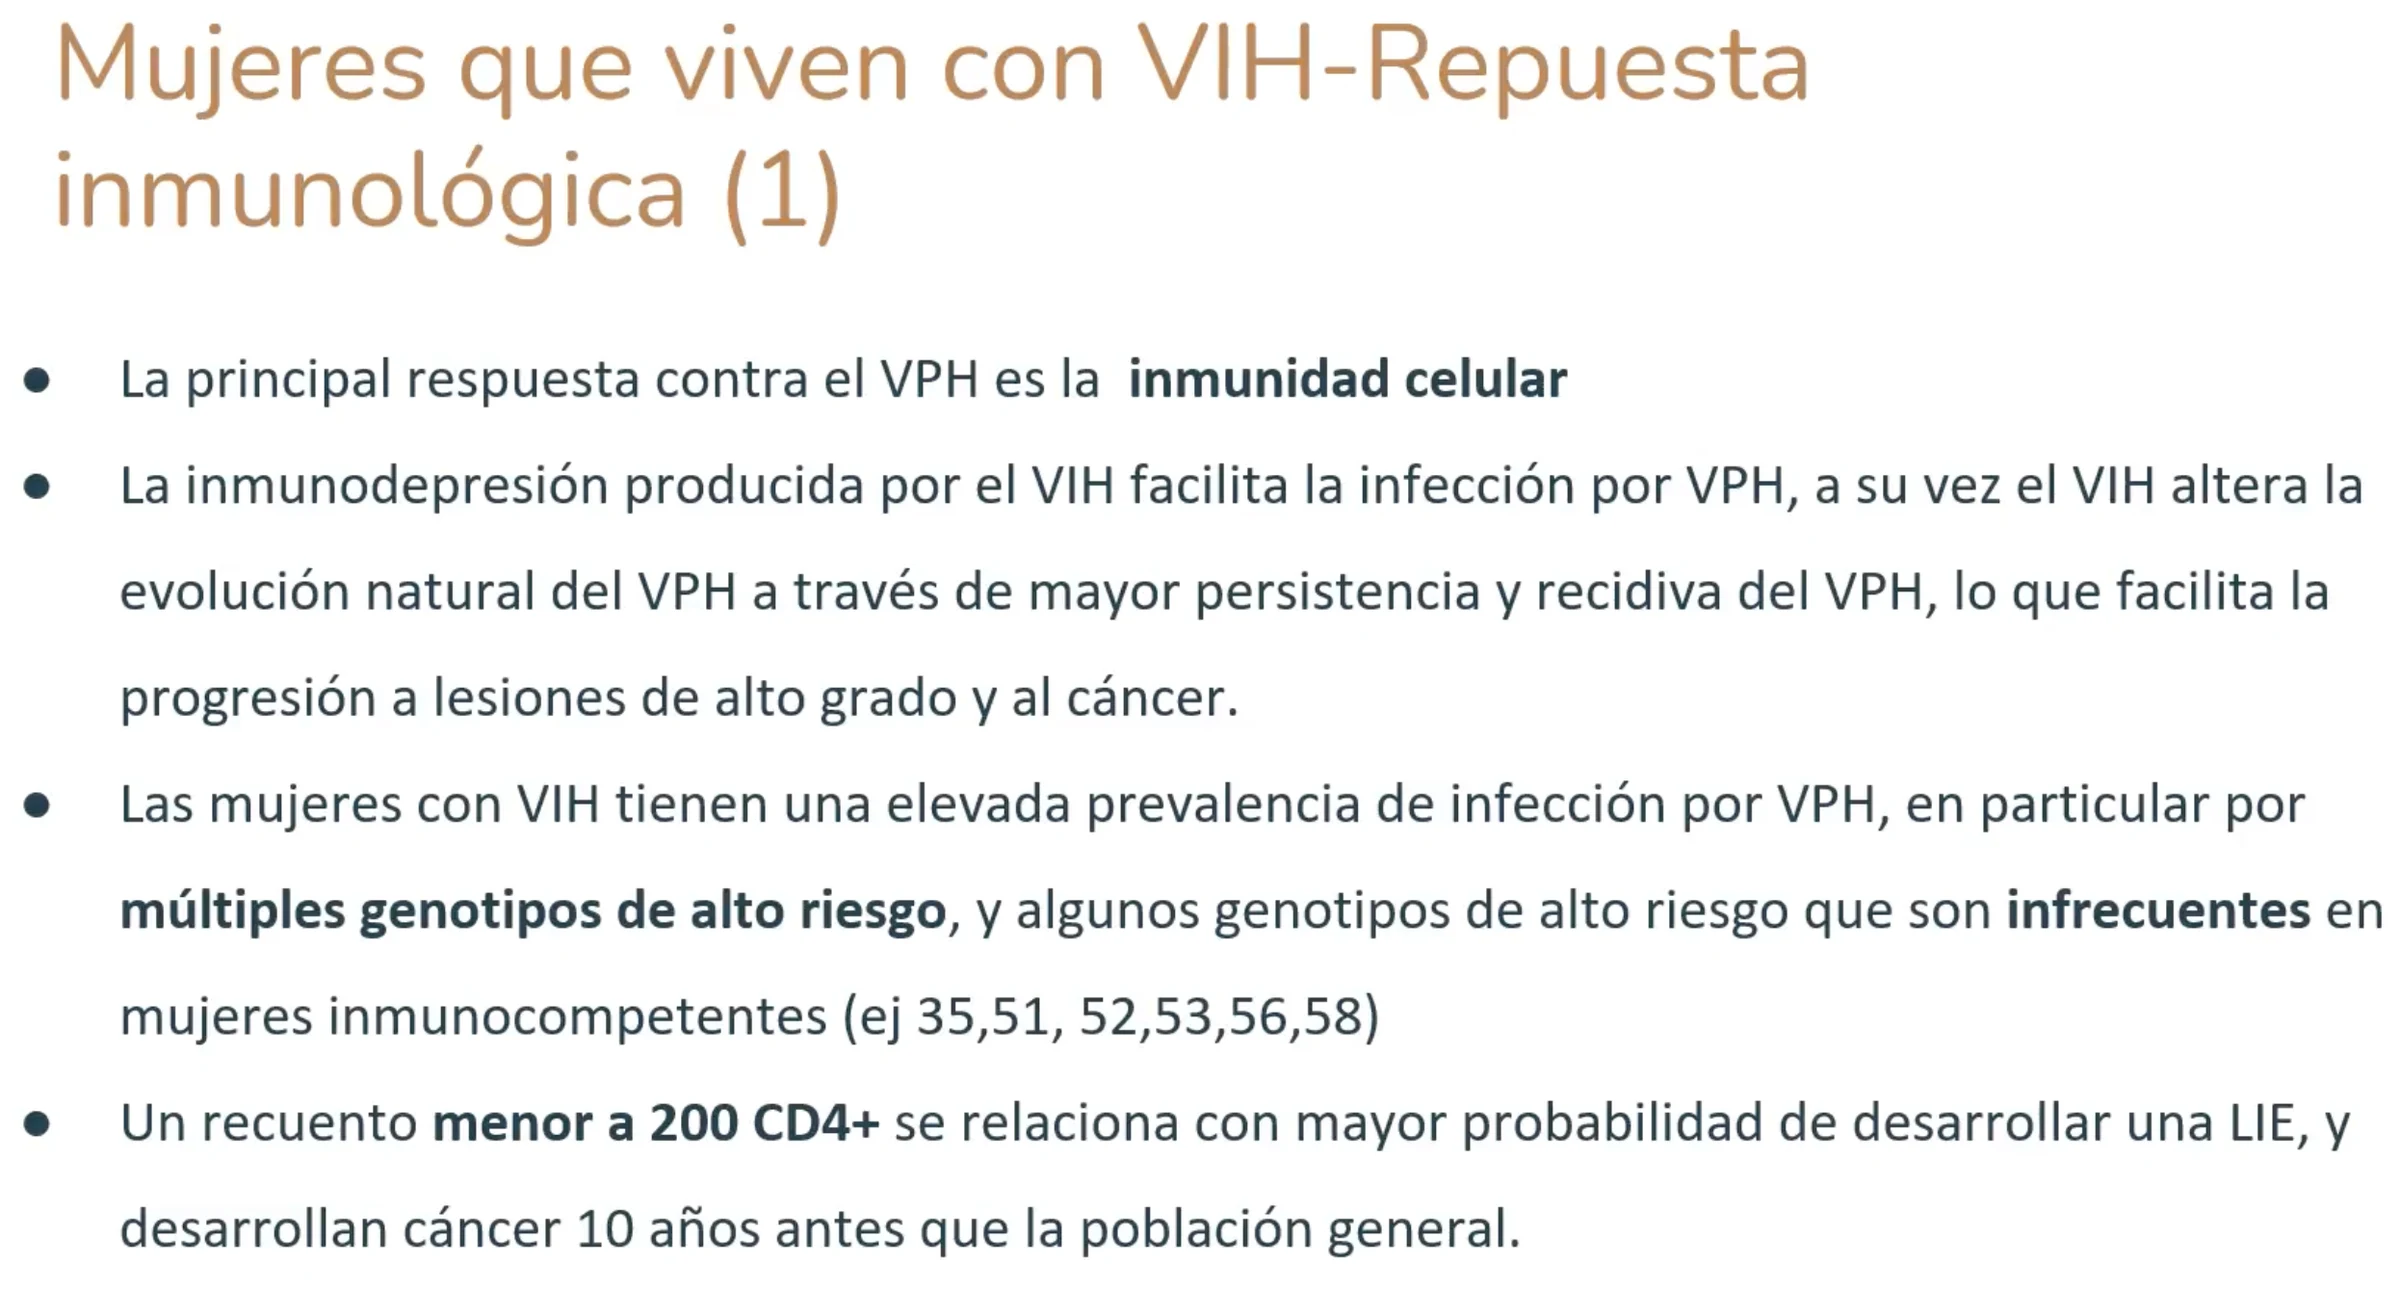 Mujeres que viven con VIH-Repuesta
inmunológica (1)
● La principal respuesta contra el VPH es la inmunidad celular
● La inmunodepresión producida por el VIH facilita la infección por VPH, a su vez el VIH altera la
evolución natural del VPH a través de mayor persistencia y recidiva del VPH, lo que facilita la
progresión a lesiones de alto grado y al cáncer.
● Las mujeres con VIH tienen una elevada prevalencia de infección por VPH, en particular por
múltiples genotipos de alto riesgo, y algunos genotipos de alto riesgo que son infrecuentes en
mujeres inmunocompetentes (ej 35,51, 52,53,56,58)
● Un recuento menor a 200 CD4+ se relaciona con mayor probabilidad de desarrollar una LIE, y
desarrollan cáncer 10 años antes que la población general.